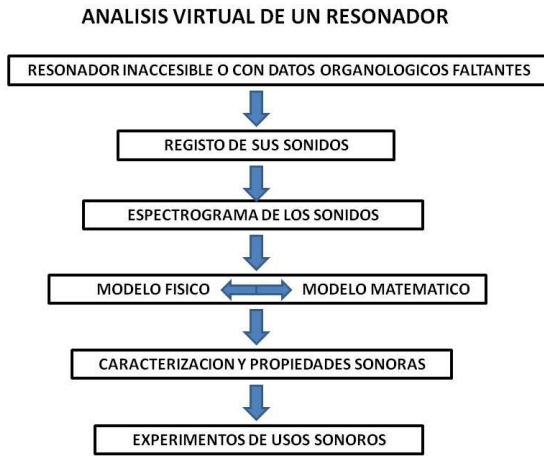 ANALISIS VIRTUAL DE UN RESONADOR
RESONADOR INACCESIBLE O CON DATOS ORGANOLOGICOS FALTANTES
REGISTO DE SUS SONIDOS
ESPECTROGRAMA DE LOS SONIDOS
MODELO FISICO MODELO MATEMATICO
CARACTERIZACION Y PROPIEDADES SONORAS
EXPERIMENTOS DE USOS SONOROS